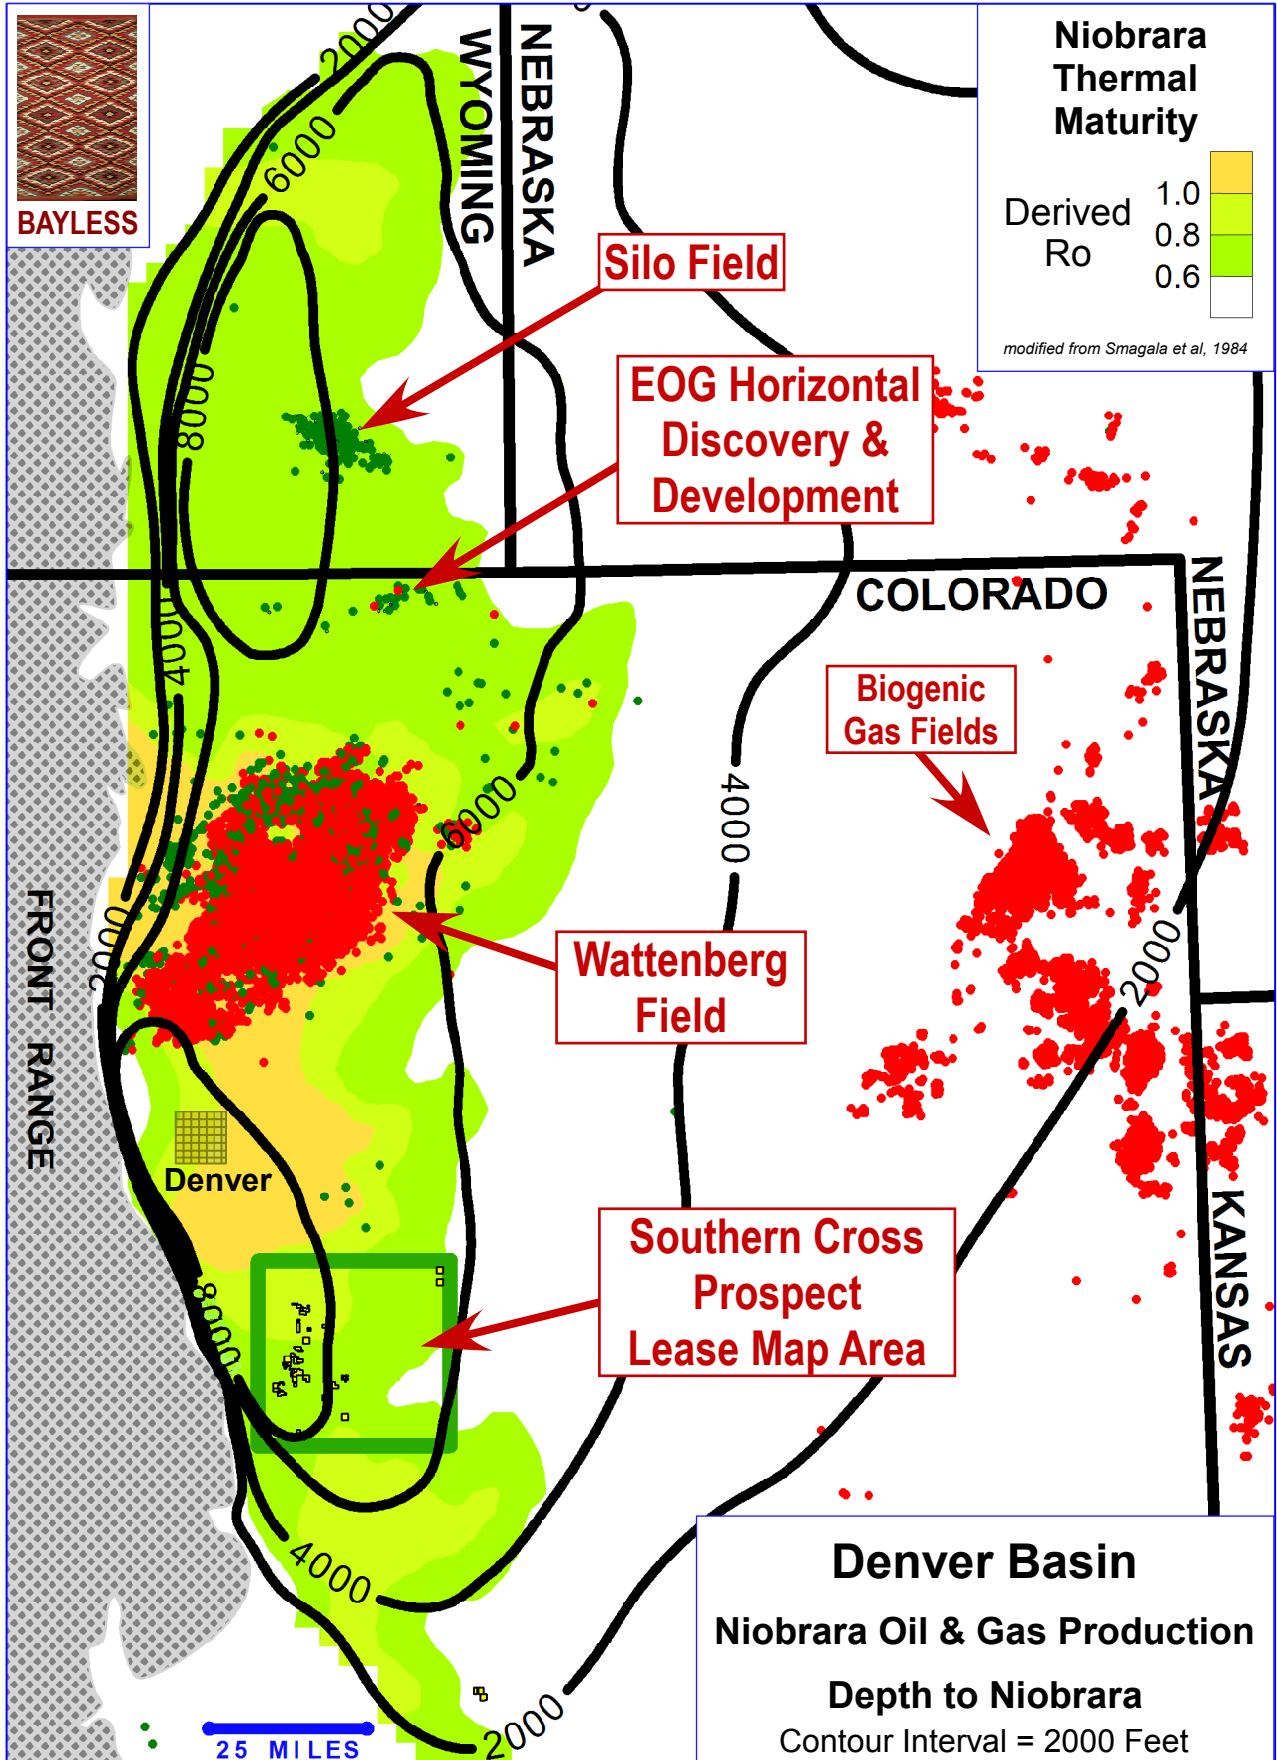 BAYLESS
2000
6000
8000
WYOMING
NEBRASKA
Niobrara
Thermal
Maturity
Derived
Ro
1.0
0.8
0.6
modified from Smagala et al, 1984
Silo Field
EOG Horizontal
Discovery &
Development
COLORADO
NEBRASKA
4000
Biogenic
Gas Fields
6000
4000
FRONT RANGE
2000
Wattenberg
Field
2000
Denver
KANSAS
Southern Cross
Prospect
Lease Map Area
8000
4000
2000
25 MILES
Denver Basin
Niobrara Oil & Gas Production
Depth to Niobrara
Contour Interval = 2000 Feet